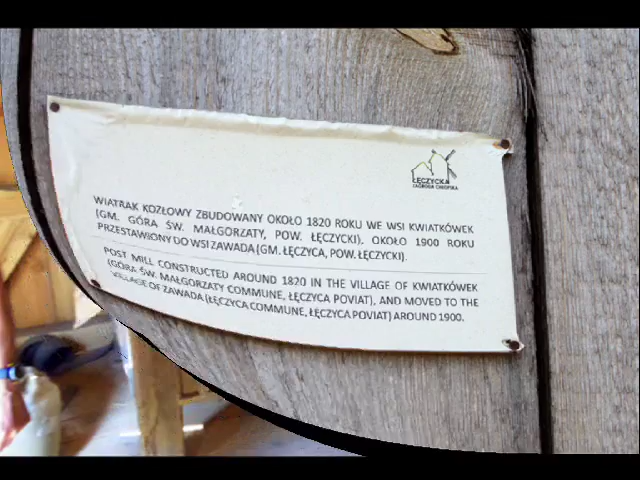 ŁĘCZYCKA
ZAGRODA CHŁOPSKA
WIATRAK KOZŁOWY ZBUDOWANY OKOŁO 1820 ROKU WE WSI KWIATKÓWEK
(GM. GÓRA ŚW. MAŁGORZATY, POW. ŁĘCZYCKI). OKOŁO 1900 ROKU
PRZESTAWIONY DO WSI ZAWADA (GM. ŁĘCZYCA, POW. ŁĘCZYCKI).
POST MILL CONSTRUCTED AROUND 1820 IN THE VILLAGE OF KWIATKÓWEK
(GÓRA ŚW. MAŁGORZATY COMMUNE, ŁĘCZYCA POVIAT), AND MOVED TO THE
VILLAGE OF ZAWADA (ŁĘCZYCA COMMUNE, ŁĘCZYCA POVIAT) AROUND 1900.